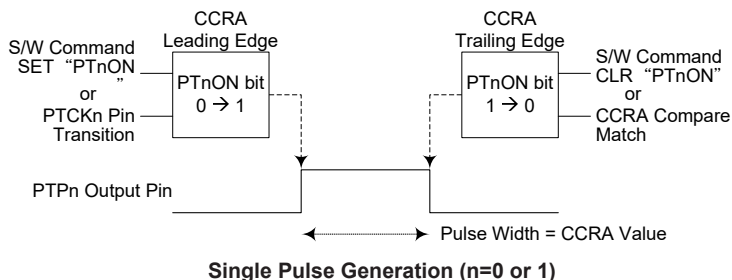 CCRA
Leading Edge
S/W Command
SET “PTnON
”
or
PTCKn Pin
Transition
PTnON bit
0 → 1
CCRA
Trailing Edge
PTnON bit
1 → 0
S/W Command
CLR “PTnON”
or
CCRA Compare
Match
PTPn Output Pin
Pulse Width = CCRA Value
Single Pulse Generation (n=0 or 1)